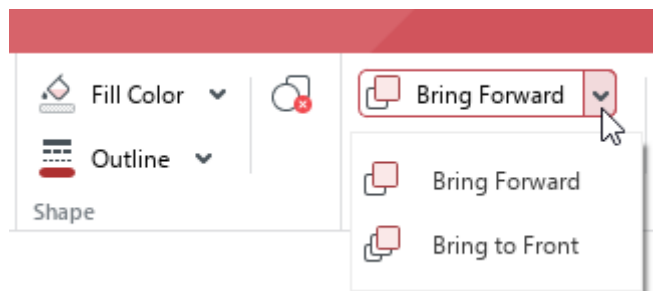 Fill Color
Bring Forward
Outline
Shape
Bring Forward
Bring to Front